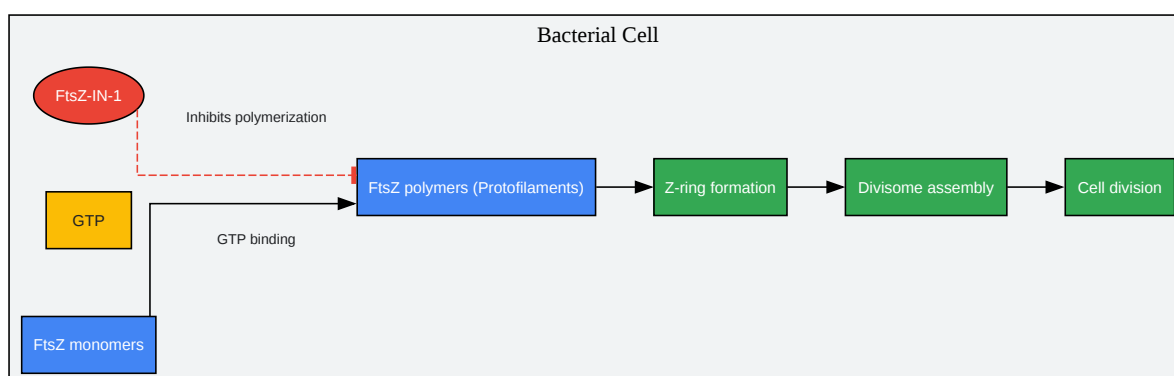 Bacterial Cell
FtsZ-IN-1
Inhibits polymerization
FtsZ polymers (Protofilaments)
Z-ring formation
Divisome assembly
Cell division
GTP
GTP binding
FtsZ monomers